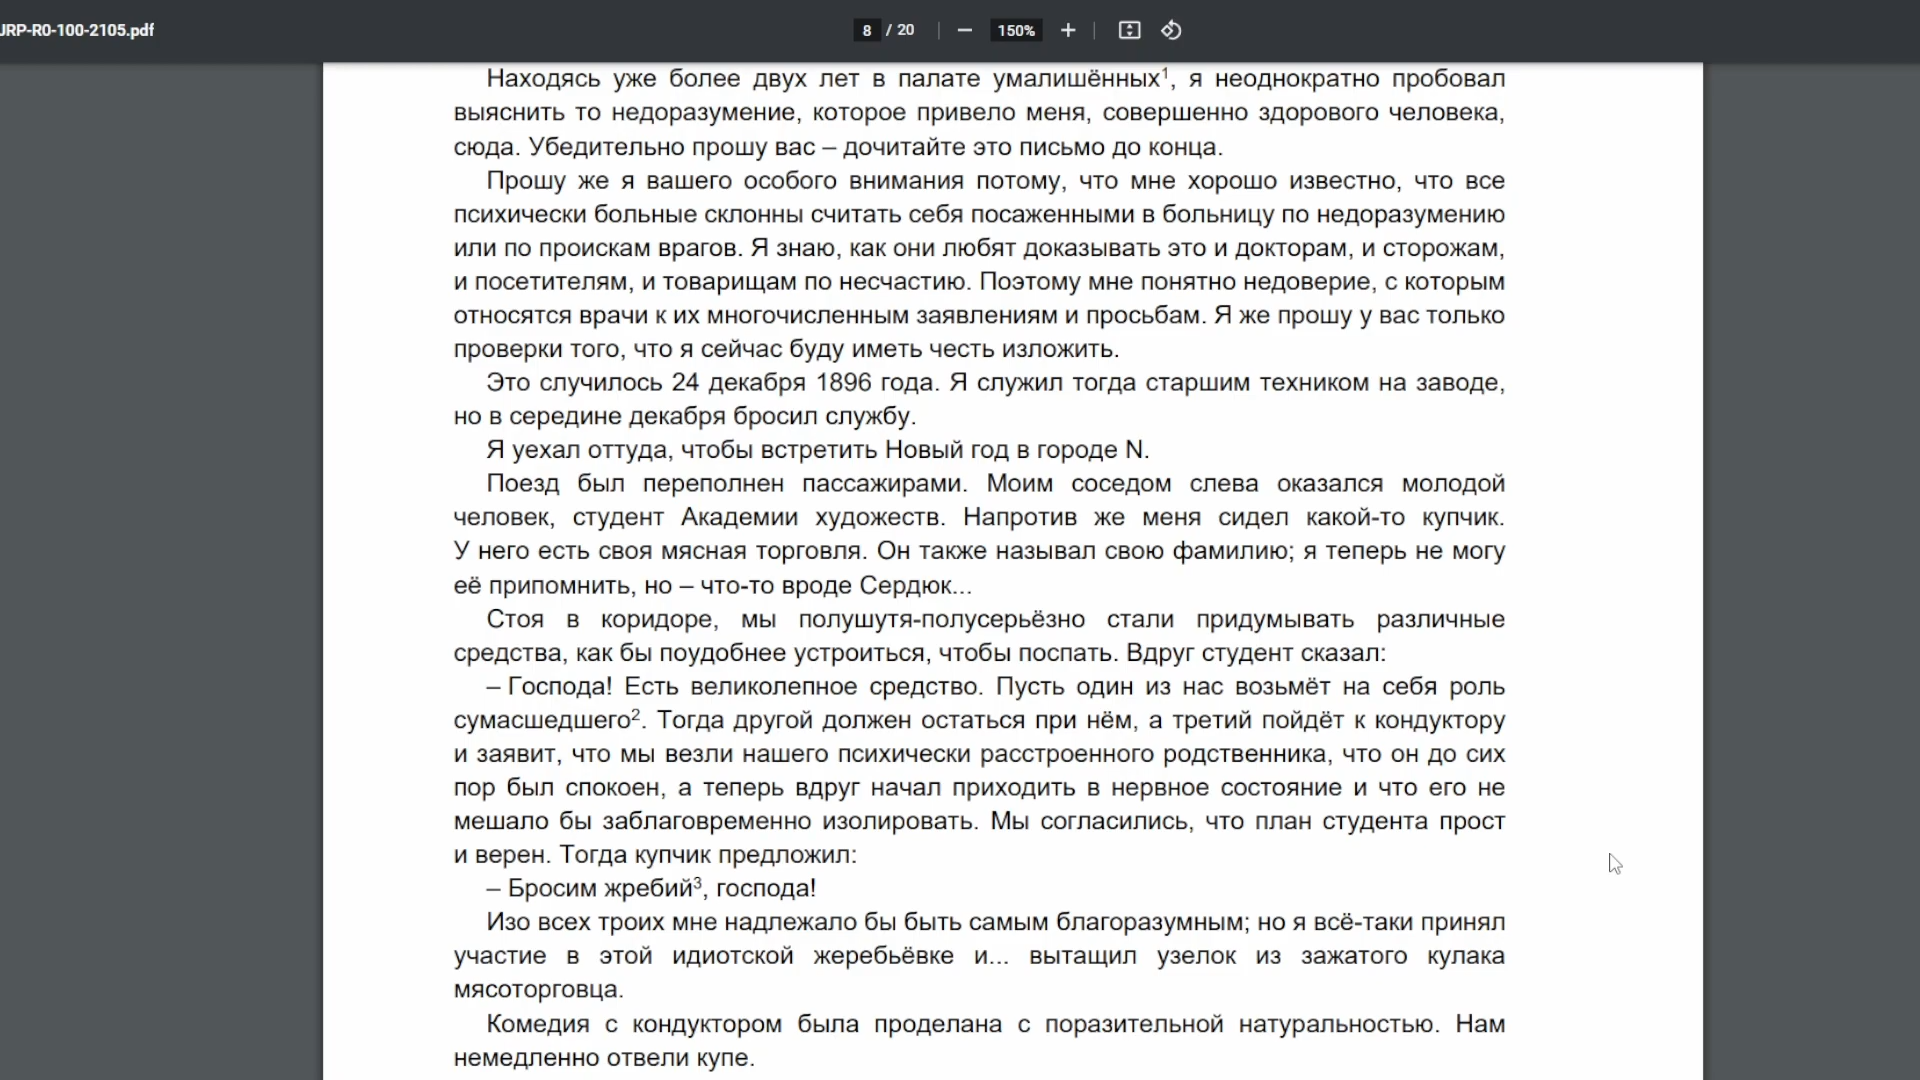 JRP-R0-100-2105.pdf
8 / 20
150%
Находясь уже более двух лет в палате умалишённых¹, я неоднократно пробовал
выяснить то недоразумение, которое привело меня, совершенно здорового человека,
сюда. Убедительно прошу вас – дочитайте это письмо до конца.
Прошу же я вашего особого внимания потому, что мне хорошо известно, что все
психически больные склонны считать себя посаженными в больницу по недоразумению
или по проискам врагов. Я знаю, как они любят доказывать это и докторам, и сторожам,
и посетителям, и товарищам по несчастию. Поэтому мне понятно недоверие, с которым
относятся врачи к их многочисленным заявлениям и просьбам. Я же прошу у вас только
проверки того, что я сейчас буду иметь честь изложить.
Это случилось 24 декабря 1896 года. Я служил тогда старшим техником на заводе,
но в середине декабря бросил службу.
Я уехал оттуда, чтобы встретить Новый год в городе N.
Поезд был переполнен пассажирами. Моим соседом слева оказался молодой
человек, студент Академии художеств. Напротив же меня сидел какой-то купчик.
У него есть своя мясная торговля. Он также называл свою фамилию; я теперь не могу
её припомнить, но – что-то вроде Сердюк...
Стоя в коридоре, мы полушутя-полусерьёзно стали придумывать различные
средства, как бы поудобнее устроиться, чтобы поспать. Вдруг студент сказал:
– Господа! Есть великолепное средство. Пусть один из нас возьмёт на себя роль
сумасшедшего². Тогда другой должен остаться при нём, а третий пойдёт к кондуктору
и заявит, что мы везли нашего психически расстроенного родственника, что он до сих
пор был спокоен, а теперь вдруг начал приходить в нервное состояние и что его не
мешало бы заблаговременно изолировать. Мы согласились, что план студента прост
и верен. Тогда купчик предложил:
– Бросим жребий³, господа!
Изо всех троих мне надлежало бы быть самым благоразумным; но я всё-таки принял
участие в этой идиотской жеребьёвке и... вытащил узелок из зажатого кулака
мясоторговца.
Комедия с кондуктором была проделана с поразительной натуральностью. Нам
немедленно отвели купе.